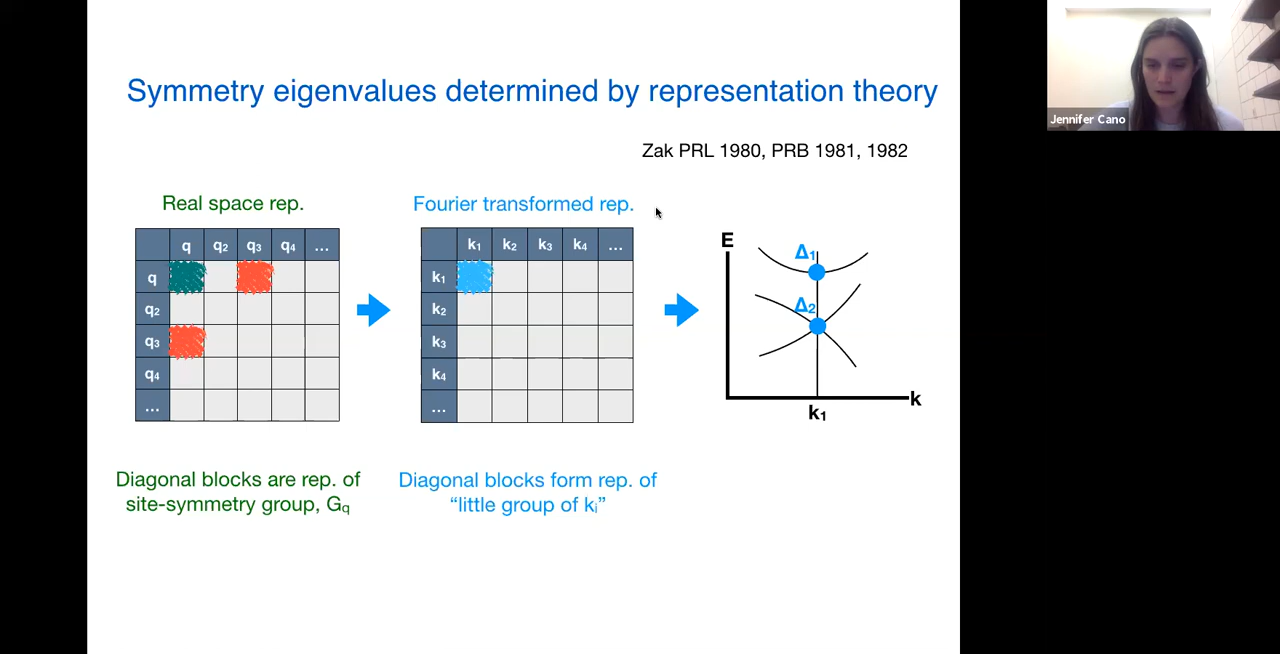 Symmetry eigenvalues determined by representation theory
Jennifer Cano
Zak PRL 1980, PRB 1981, 1982
Real space rep.
q q₂ q₃ q₄ …
q
q₂
q₃
q₄
…
Diagonal blocks are rep. of
site-symmetry group, Gq
Fourier transformed rep.
k₁ k₂ k₃ k₄ …
k₁
k₂
k₃
k₄
…
Diagonal blocks form rep. of
“little group of kᵢ”
E
Δ₁
Δ₂
k
k₁